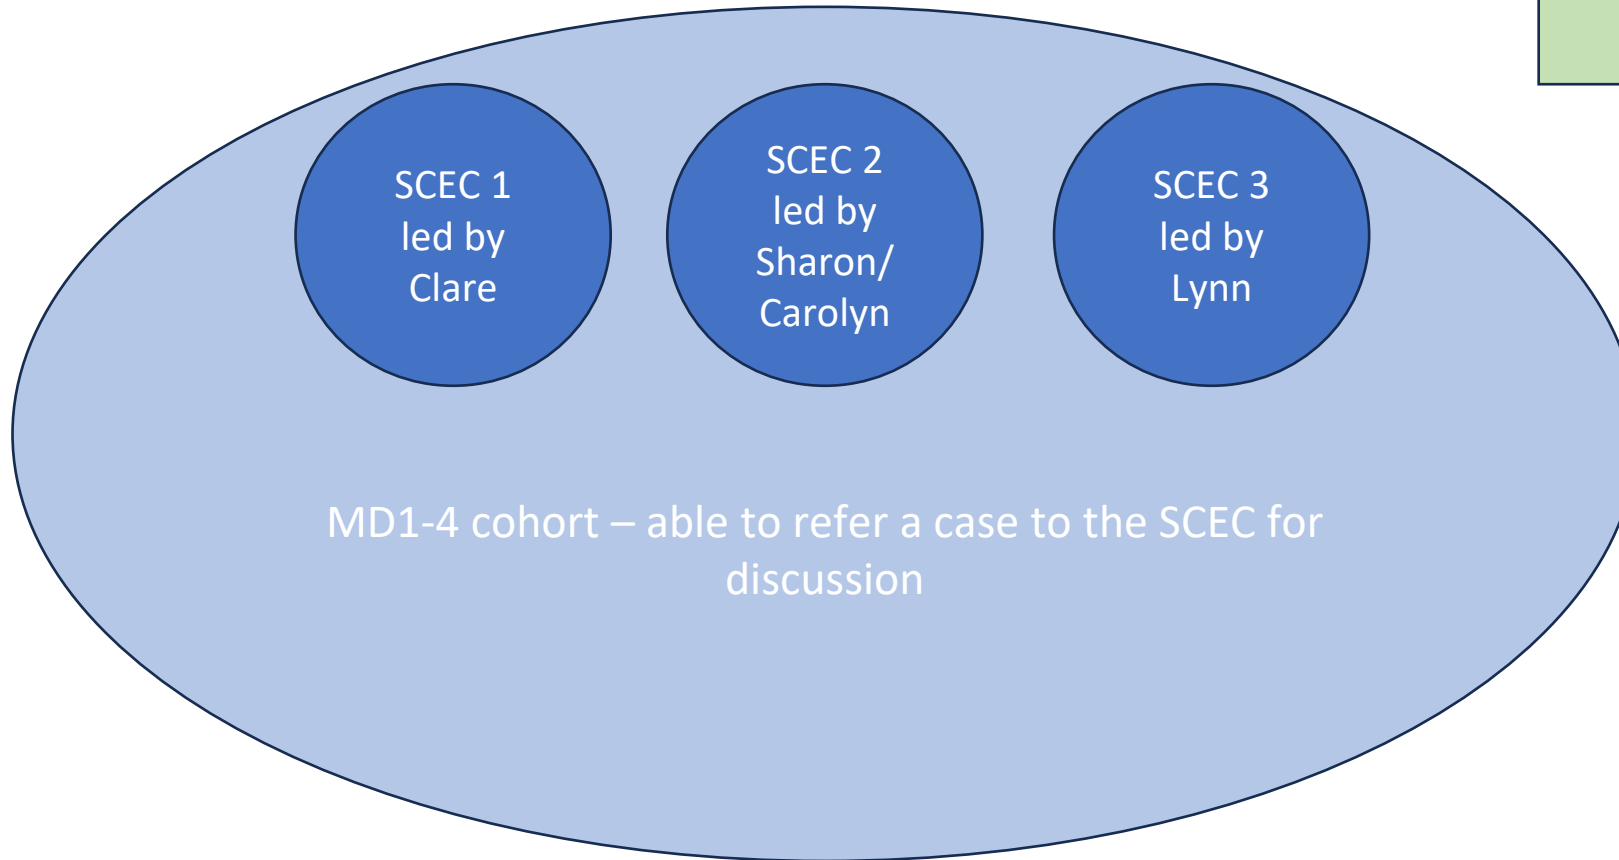 SCEC 1
led by
Clare
SCEC 2
led by
Sharon/
Carolyn
SCEC 3
led by
Lynn
MD1-4 cohort – able to refer a case to the SCEC for
discussion